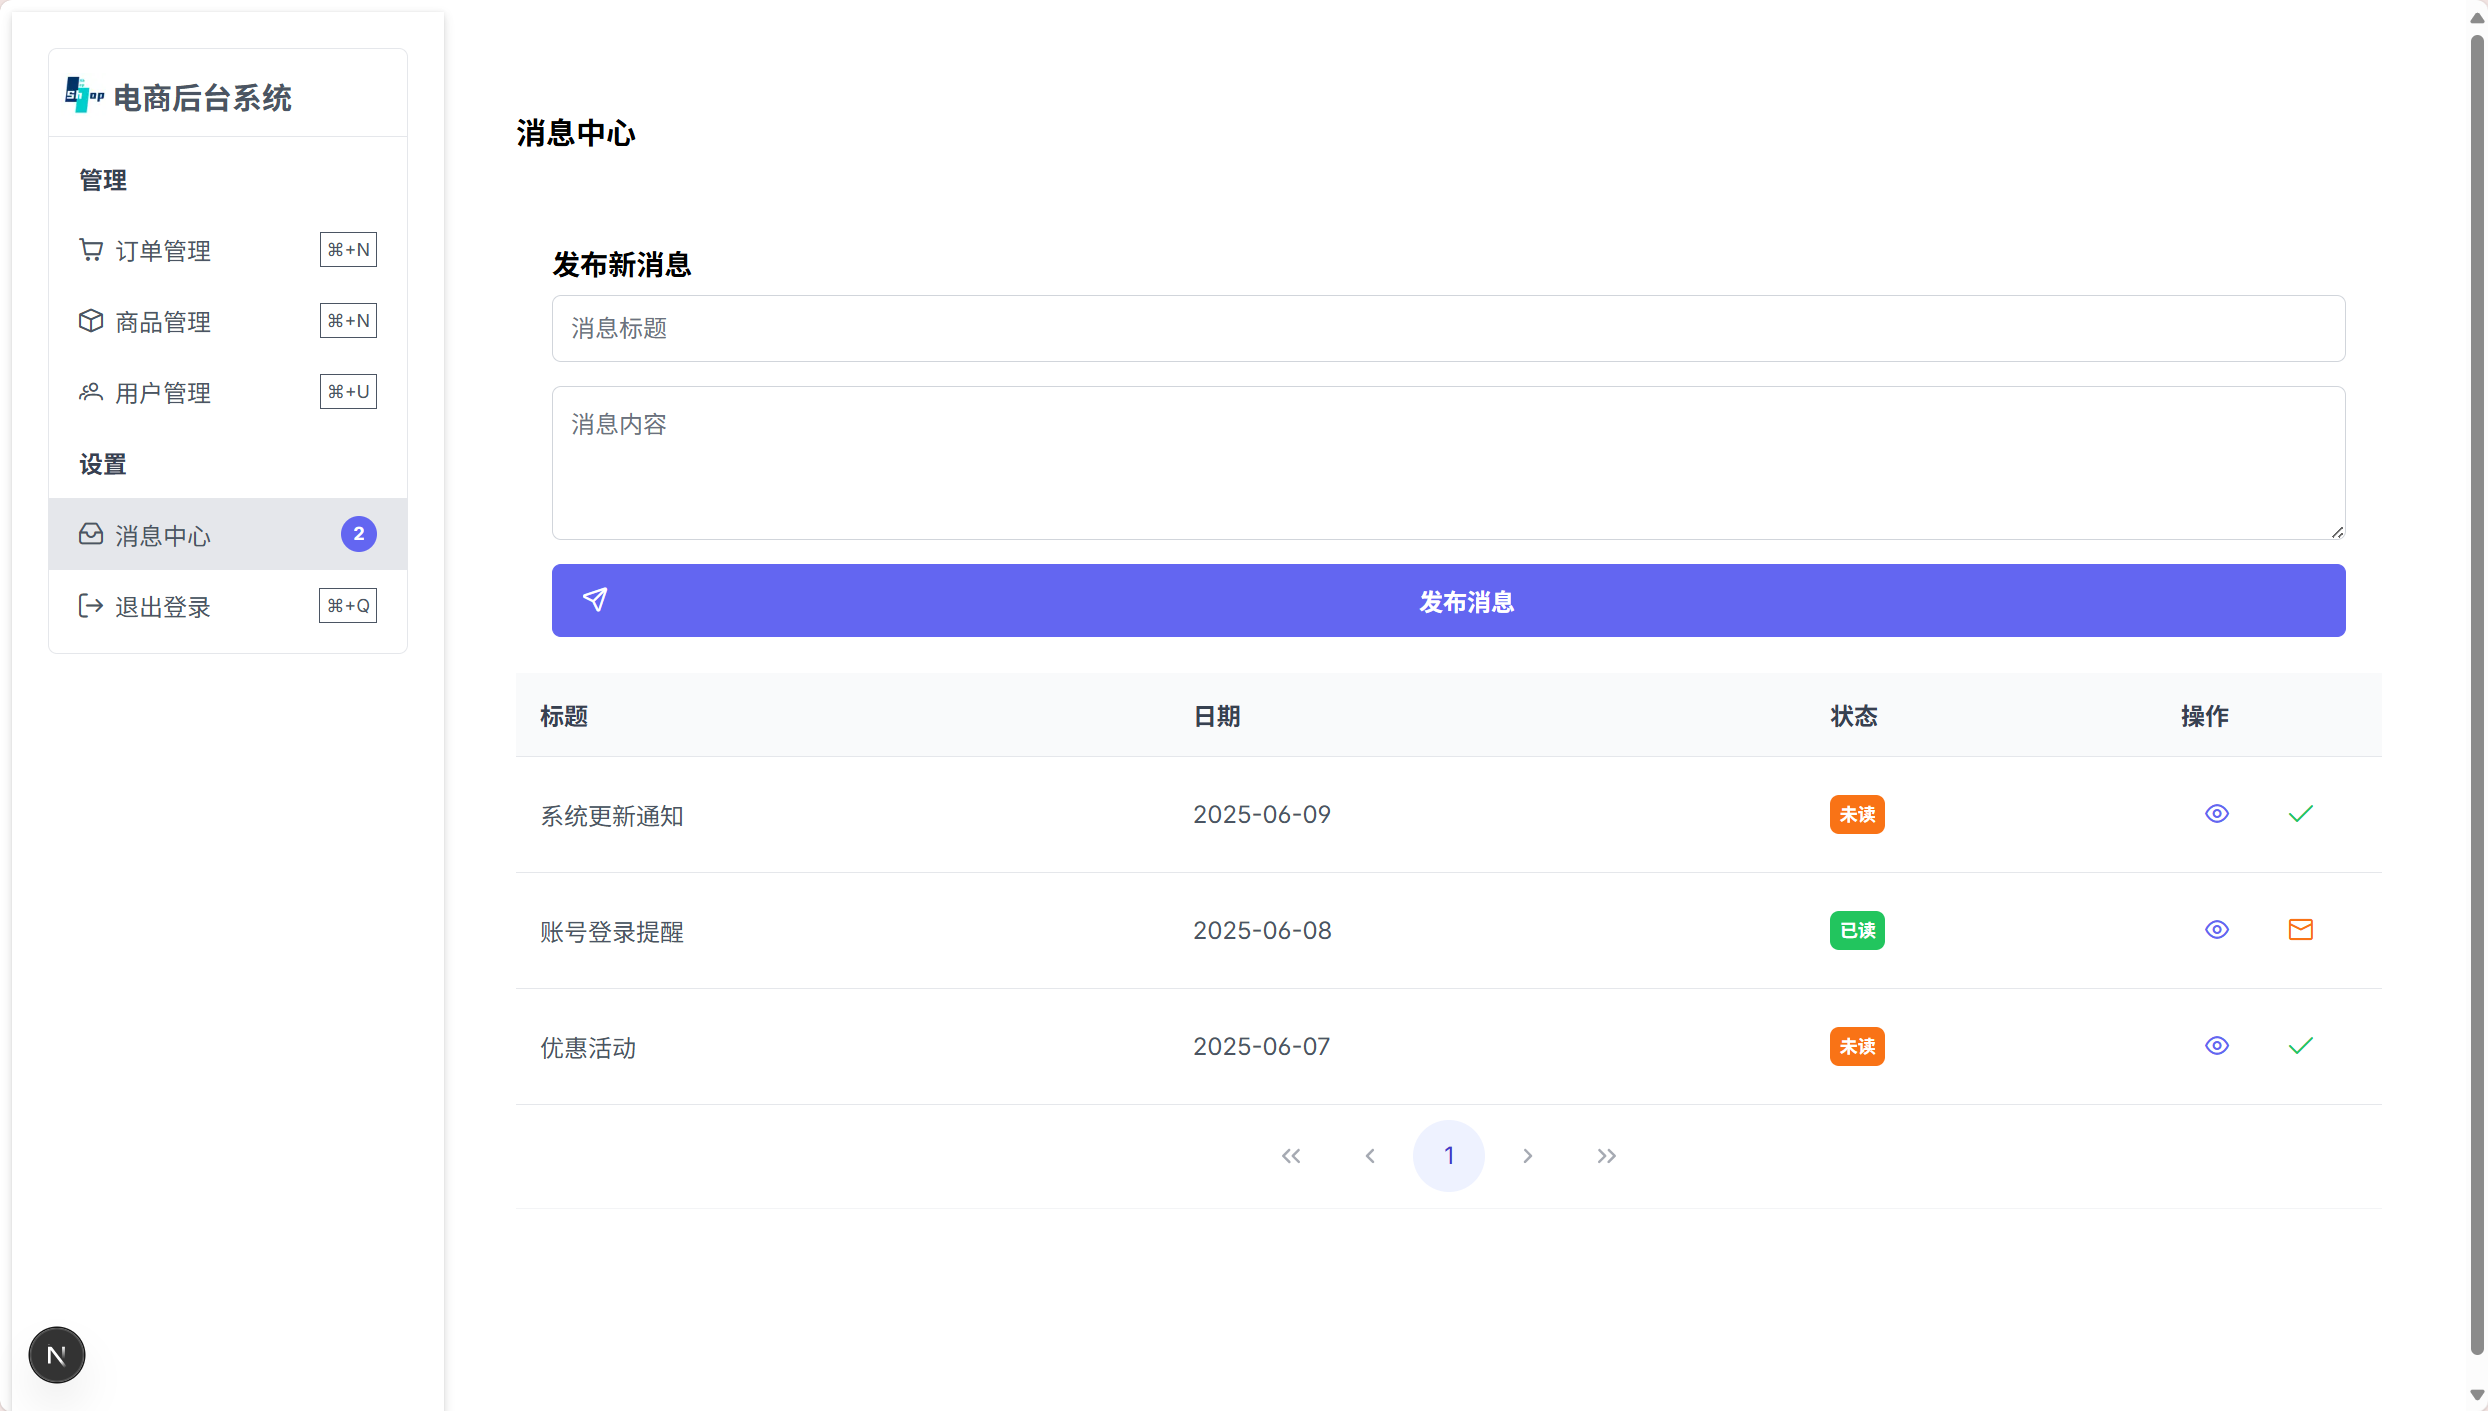 Shop 电商后台系统
管理
订单管理 ⌘+N
商品管理 ⌘+N
用户管理 ⌘+U
设置
消息中心 2
退出登录 ⌘+Q
N
消息中心
发布新消息
消息标题
消息内容
发布消息
标题 日期 状态 操作
系统更新通知 2025-06-09 未读
账号登录提醒 2025-06-08 已读
优惠活动 2025-06-07 未读
1